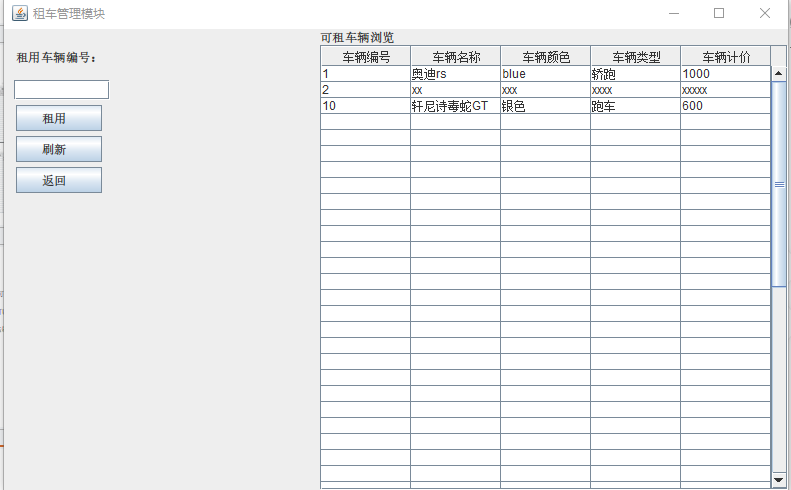 租车管理模块
可租车辆浏览
租用车辆编号：
租用
刷新
返回
车辆编号 车辆名称 车辆颜色 车辆类型 车辆计价
1 奥迪rs blue 轿跑 1000
2 xx xxx xxxx xxxxx
10 轩尼诗毒蛇GT 银色 跑车 600